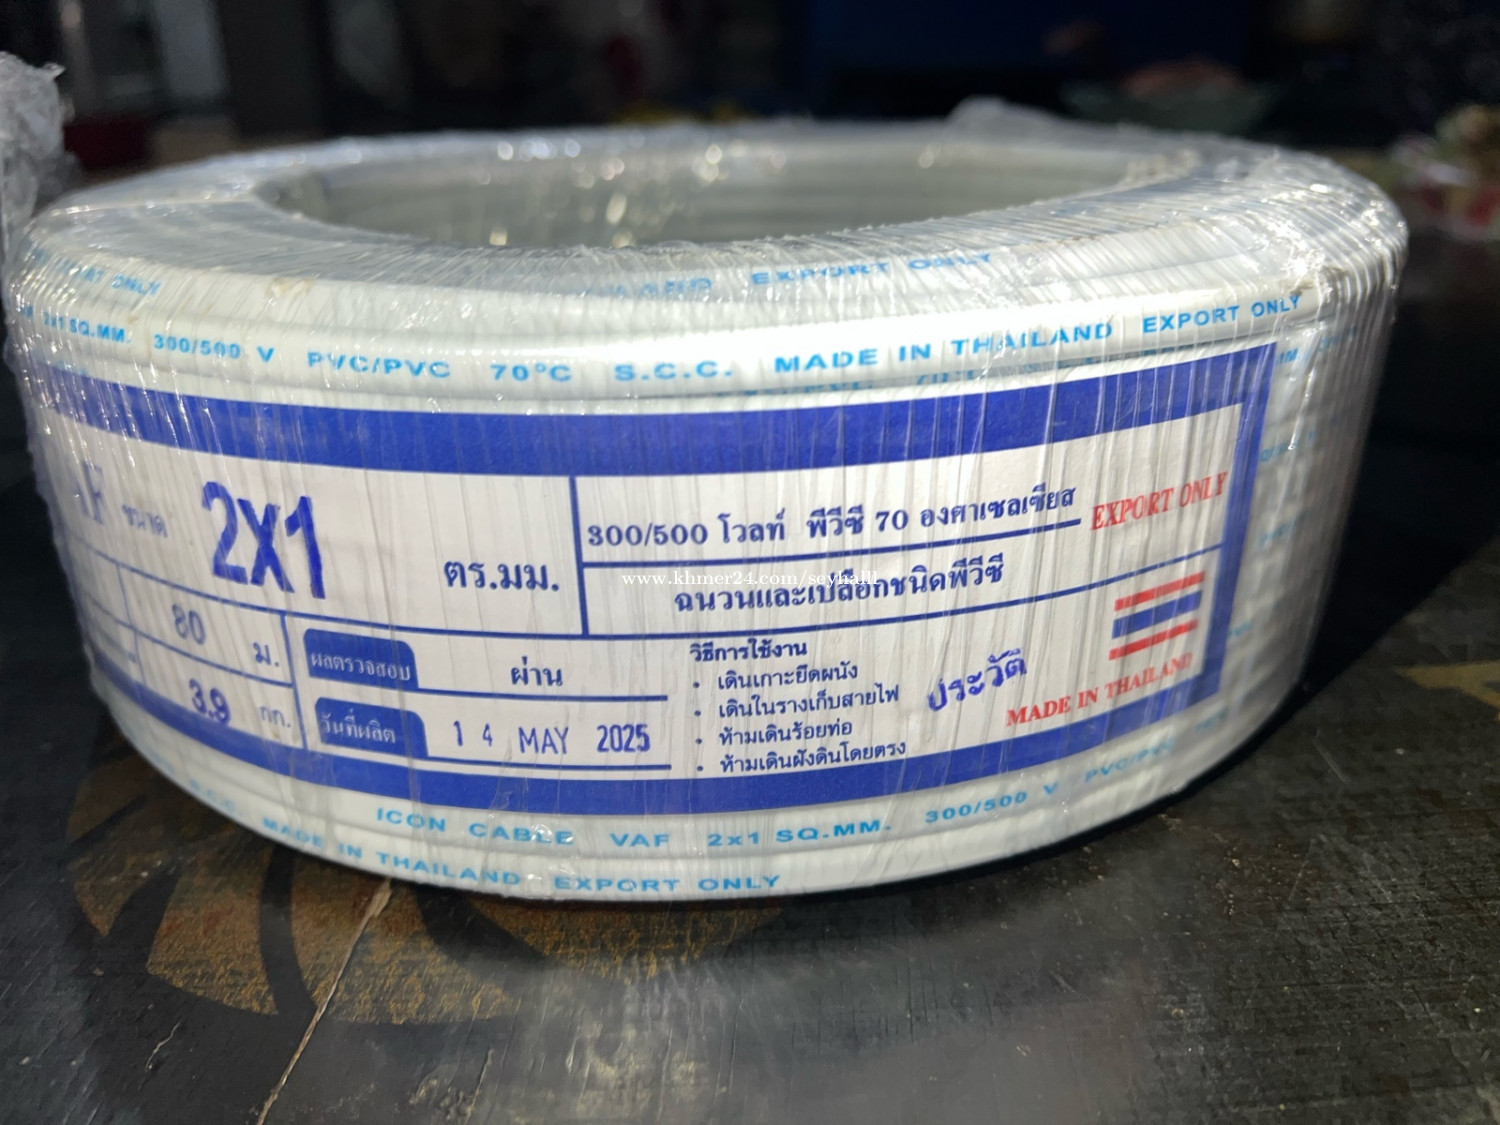 EXPORT ONLY
2x1 SQ.MM. 300/500 V PVC/PVC 70°C S.C.C. MADE IN THAILAND EXPORT ONLY
ขนาด 2X1 ตร.มม.
300/500 โวลท์ พีวีซี 70 องศาเซลเซียส
ฉนวนและเปลือกชนิดพีวีซี
EXPORT ONLY
www.khmer24.com/seyhalll
80 ม.
3.9 กก.
ผลตรวจสอบ ผ่าน
วันที่ผลิต 14 MAY 2025
วิธีการใช้งาน
• เดินเกาะยึดผนัง
• เดินในรางเก็บสายไฟ
• ห้ามเดินร้อยท่อ
• ห้ามเดินฝังดินโดยตรง
ประวัติ
MADE IN THAILAND
S.C.C. ICON CABLE VAF 2x1 SQ.MM. 300/500 V PVC/PVC
MADE IN THAILAND EXPORT ONLY